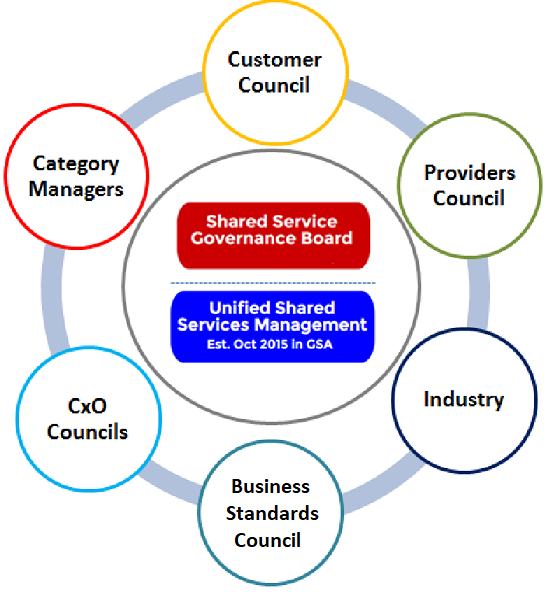 Customer
Council
Category
Managers
Providers
Council
Shared Service
Governance Board
Unified Shared
Services Management
Est. Oct 2015 in GSA
CxO
Councils
Industry
Business
Standards
Council